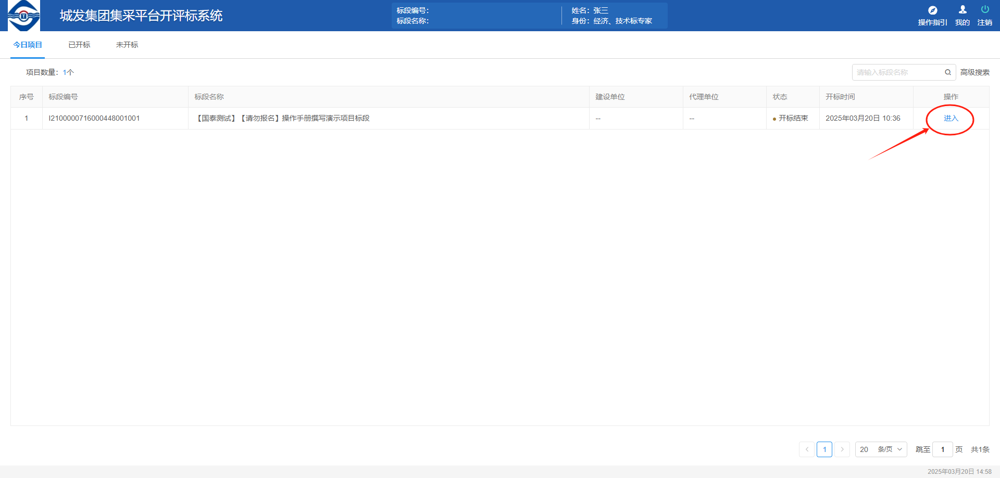 城发集团集采平台开评标系统
标段编号：
标段名称：
姓名：张三
身份：经济、技术标专家
操作指引 我的 注销
今日项目 已开标 未开标
项目数量：1个
请输入标段名称 高级搜索
序号 标段编号 标段名称 建设单位 代理单位 状态 开标时间 操作
1 I2100000716000448001001 【国泰测试】【请勿报名】操作手册撰写演示项目标段 -- -- 开标结束 2025年03月20日 10:36 进入
1 20 条/页 跳至 1 页 共1条
2025年03月20日 14:58